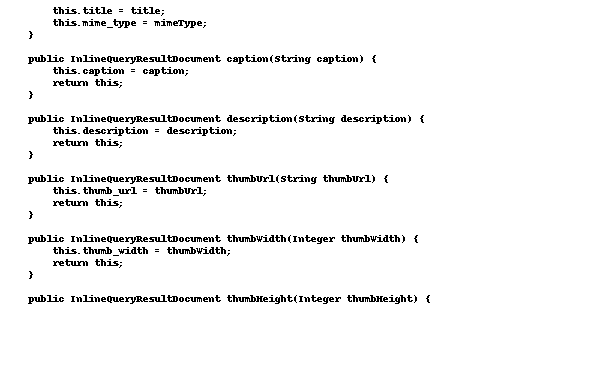 this.title = title;
this.mime_type = mimeType;
}
public InlineQueryResultDocument caption(String caption) {
this.caption = caption;
return this;
}
public InlineQueryResultDocument description(String description) {
this.description = description;
return this;
}
public InlineQueryResultDocument thumbUrl(String thumbUrl) {
this.thumb_url = thumbUrl;
return this;
}
public InlineQueryResultDocument thumbWidth(Integer thumbWidth) {
this.thumb_width = thumbWidth;
return this;
}
public InlineQueryResultDocument thumbHeight(Integer thumbHeight) {